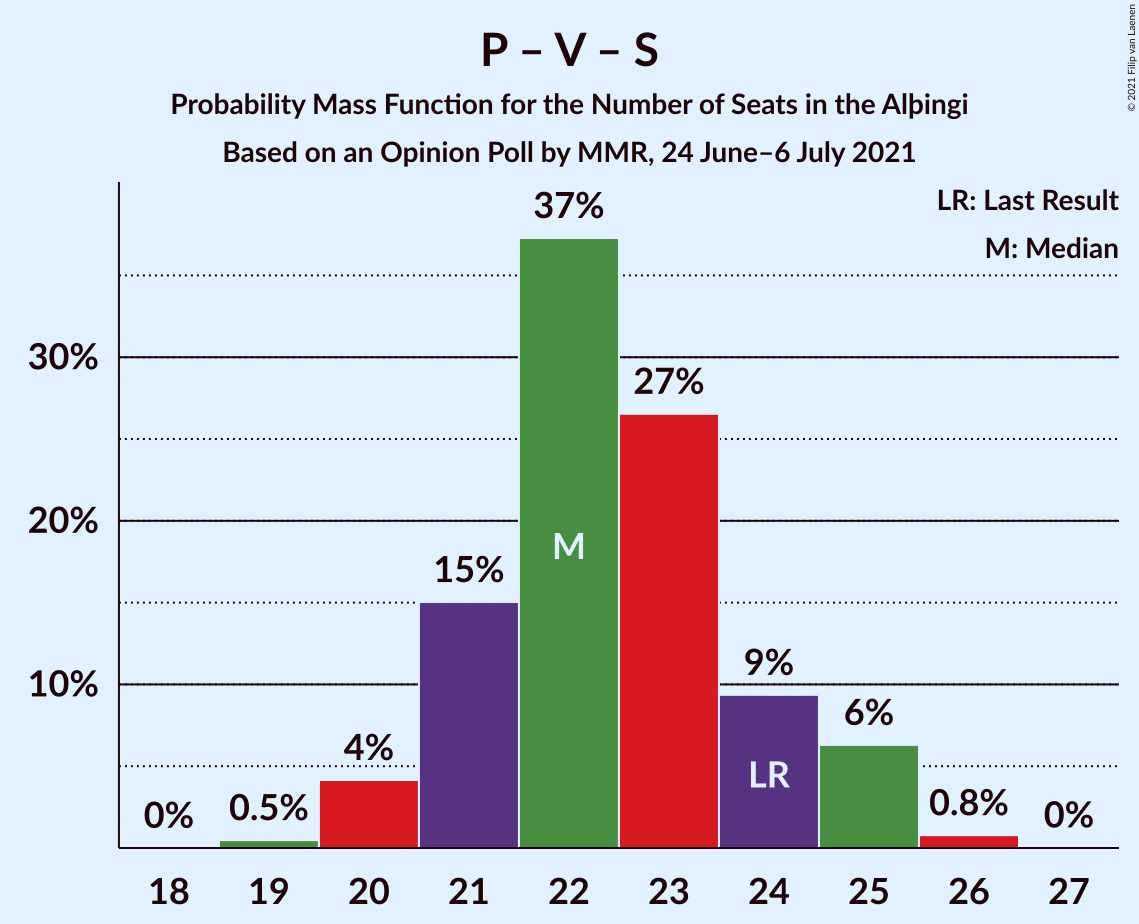 P – V – S
Probability Mass Function for the Number of Seats in the Alþingi
Based on an Opinion Poll by MMR, 24 June–6 July 2021
© 2021 Filip van Laenen
LR: Last Result
M: Median
37%
30%
27%
20%
M
15%
10%
9%
6%
4%
LR
0%
0.5%
0.8%
0%
18 19 20 21 22 23 24 25 26 27